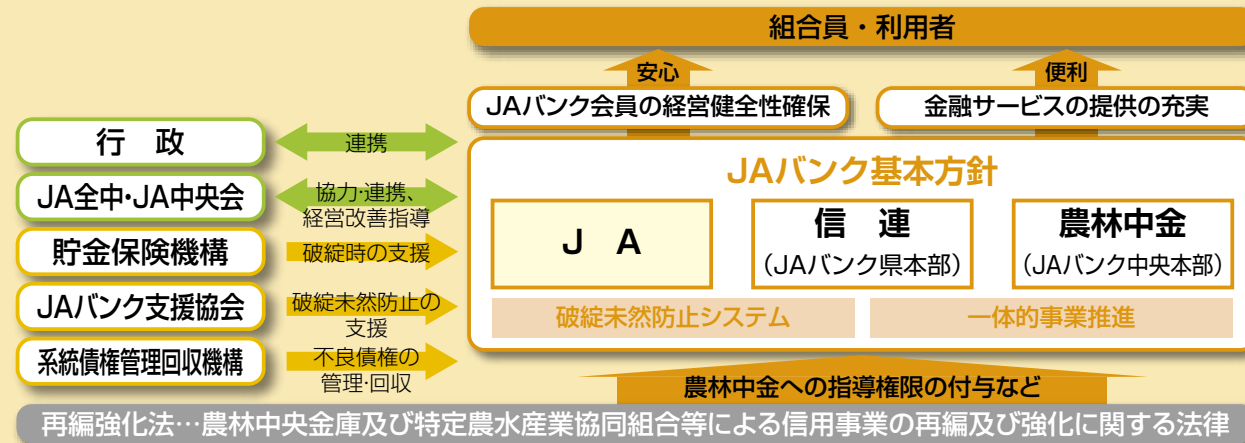 組合員・利用者
安心
便利
JAバンク会員の経営健全性確保
金融サービスの提供の充実
行　政
連携
JA全中・JA中央会
協力・連携、
経営改善指導
貯金保険機構
破綻時の支援
JAバンク支援協会
破綻未然防止の
支援
系統債権管理回収機構
不良債権の
管理・回収
JAバンク基本方針
J　A
信　連
（JAバンク県本部）
農林中金
（JAバンク中央本部）
破綻未然防止システム
一体的事業推進
農林中金への指導権限の付与など
再編強化法…農林中央金庫及び特定農水産業協同組合等による信用事業の再編及び強化に関する法律